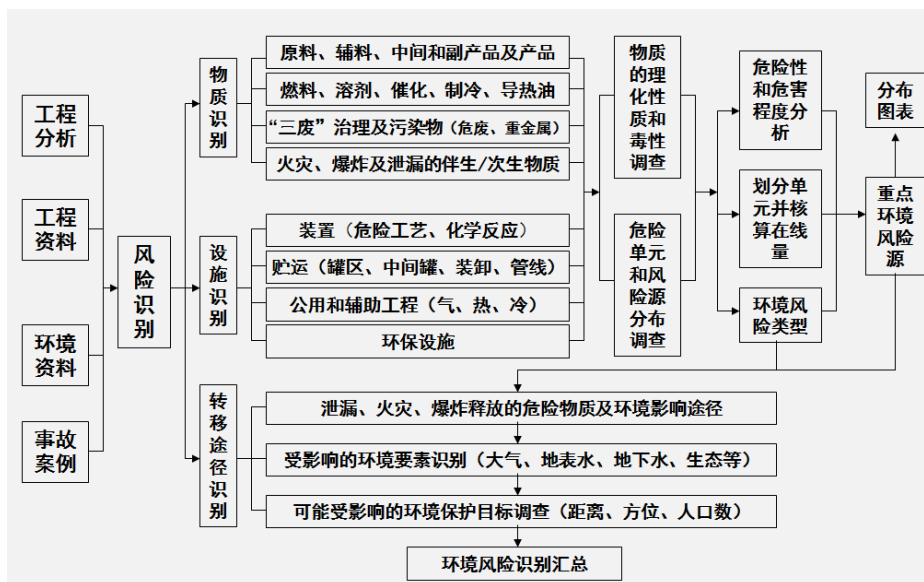 工程
分析
工程
资料
环境
资料
事故
案例
风险识别
物质识别
原料、辅料、中间和副产品及产品
燃料、溶剂、催化、制冷、导热油
“三废”治理及污染物（危废、重金属）
火灾、爆炸及泄漏的伴生/次生物质
设施识别
装置（危险工艺、化学反应）
贮运（罐区、中间罐、装卸、管线）
公用和辅助工程（气、热、冷）
环保设施
转移途径识别
泄漏、火灾、爆炸释放的危险物质及环境影响途径
受影响的环境要素识别（大气、地表水、地下水、生态等）
可能受影响的环境保护目标调查（距离、方位、人口数）
环境风险识别汇总
物质
的理
化性
质和
毒性
调查
危险
单元
和风
险源
分布
调查
危险性
和危害
程度分
析
划分单
元并核
算在线
量
环境风
险类型
分布
图表
重点
环境
风险
源